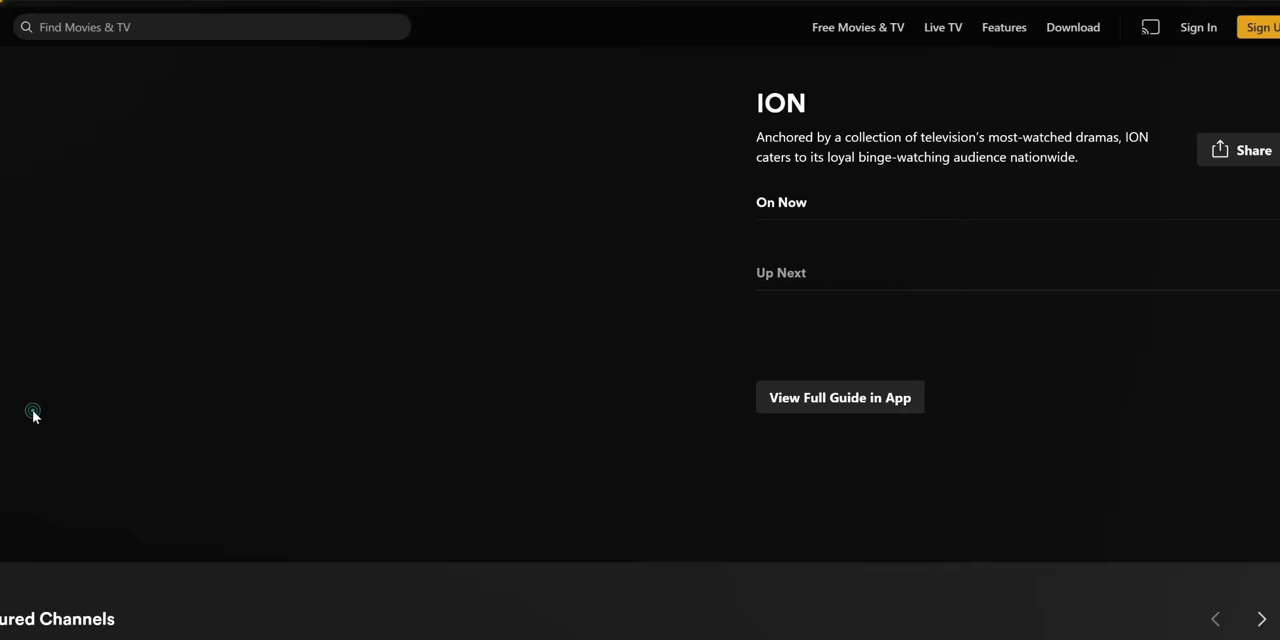 Find Movies & TV
Free Movies & TV
Live TV
Features
Download
Sign In
Sign U
ION
Anchored by a collection of television's most-watched dramas, ION
caters to its loyal binge-watching audience nationwide.
Share
On Now
Up Next
View Full Guide in App
ured Channels